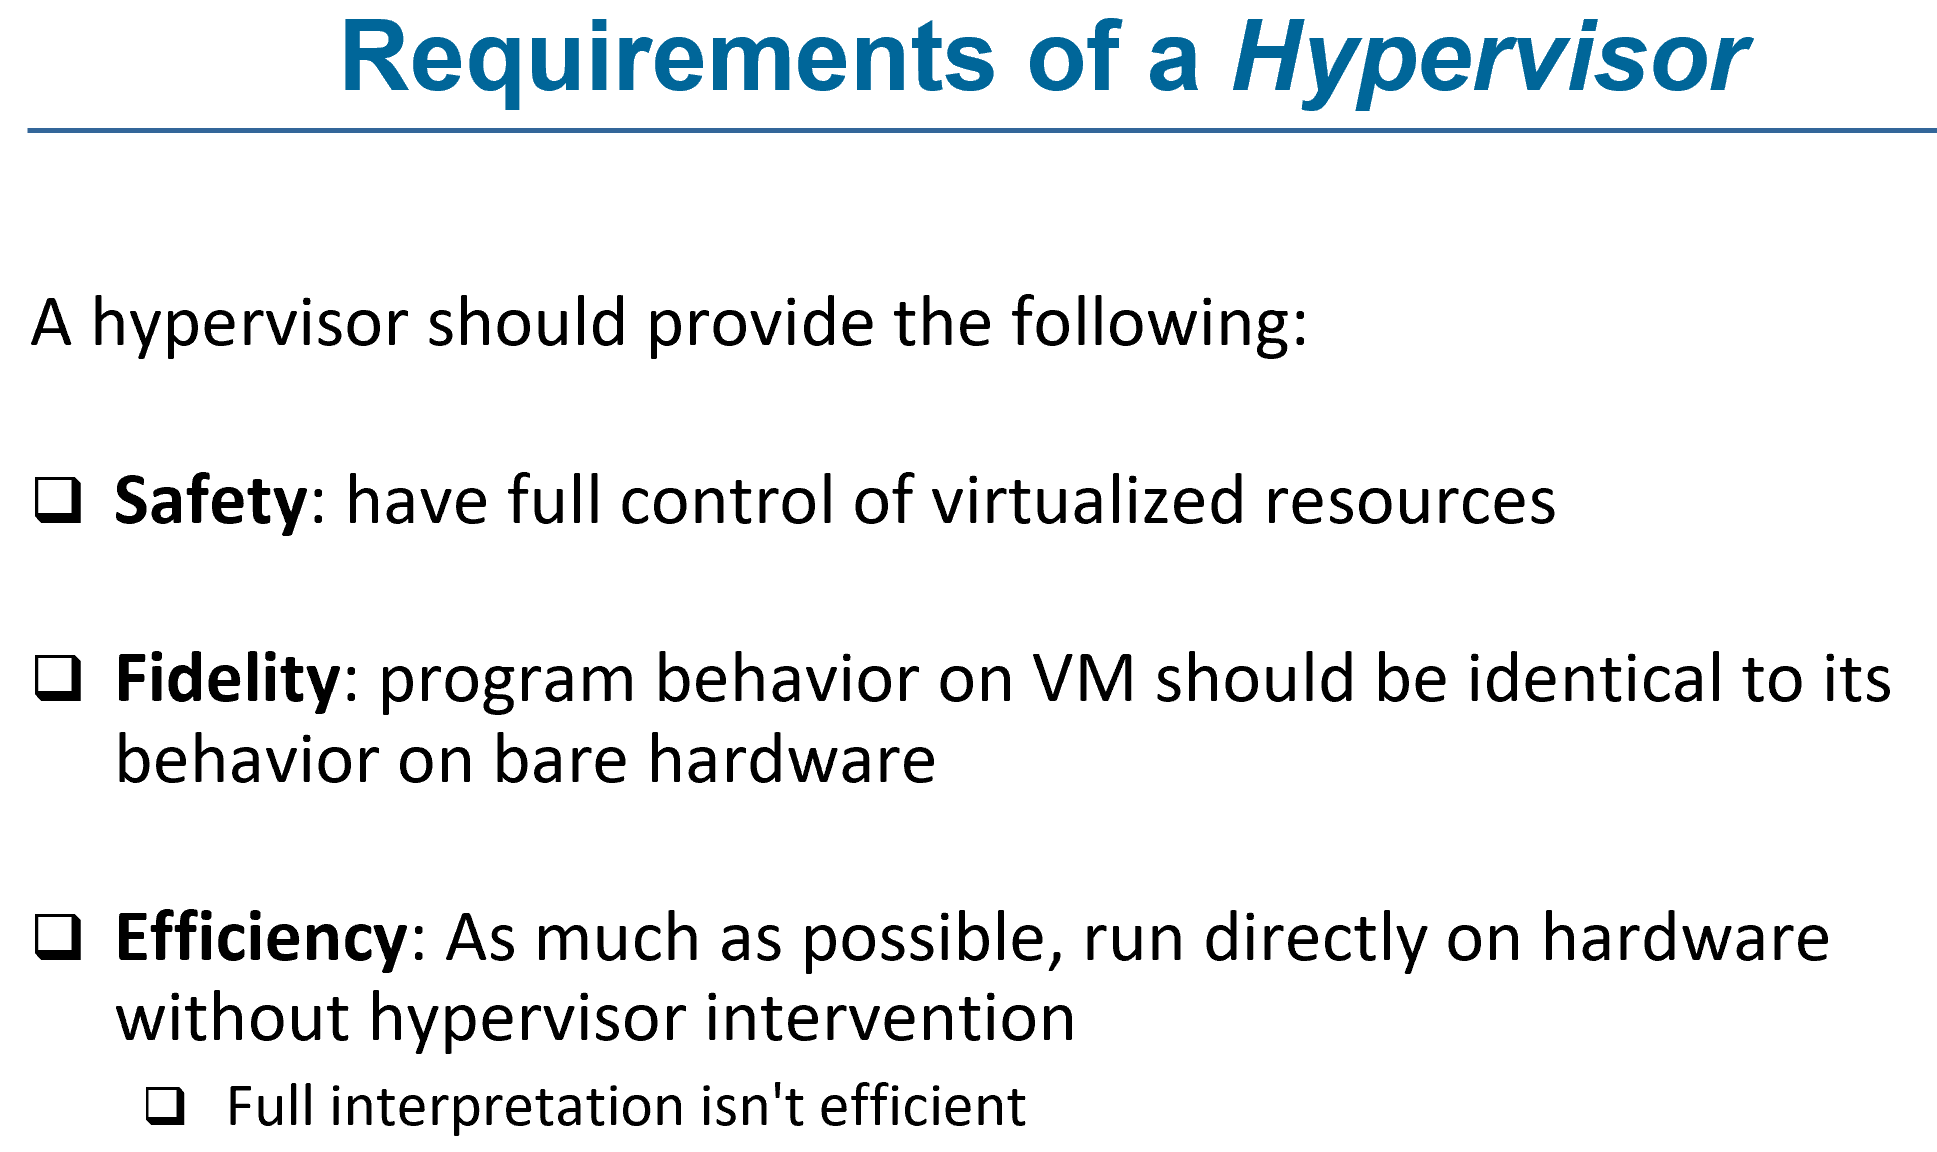 Requirements of a Hypervisor
A hypervisor should provide the following:
❑ Safety: have full control of virtualized resources
❑ Fidelity: program behavior on VM should be identical to its
behavior on bare hardware
❑ Efficiency: As much as possible, run directly on hardware
without hypervisor intervention
❑ Full interpretation isn't efficient